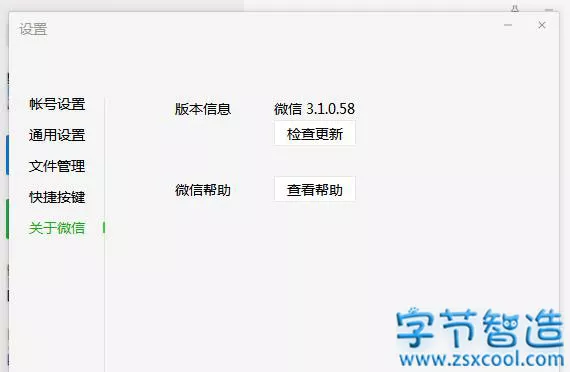 设置
帐号设置
通用设置
文件管理
快捷按键
关于微信
版本信息
微信 3.1.0.58
检查更新
微信帮助
查看帮助
字节智造
www.zsxcool.com